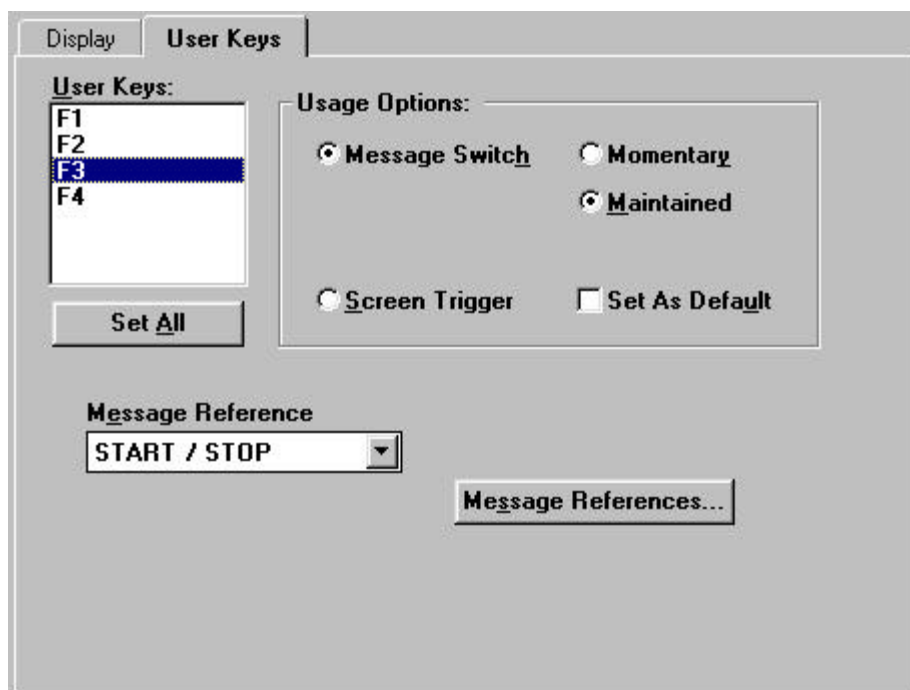 Display
User Keys
User Keys:
F1
F2
F3
F4
Set All
Usage Options:
Message Switch
Momentary
Maintained
Screen Trigger
Set As Default
Message Reference
START / STOP
Message References...